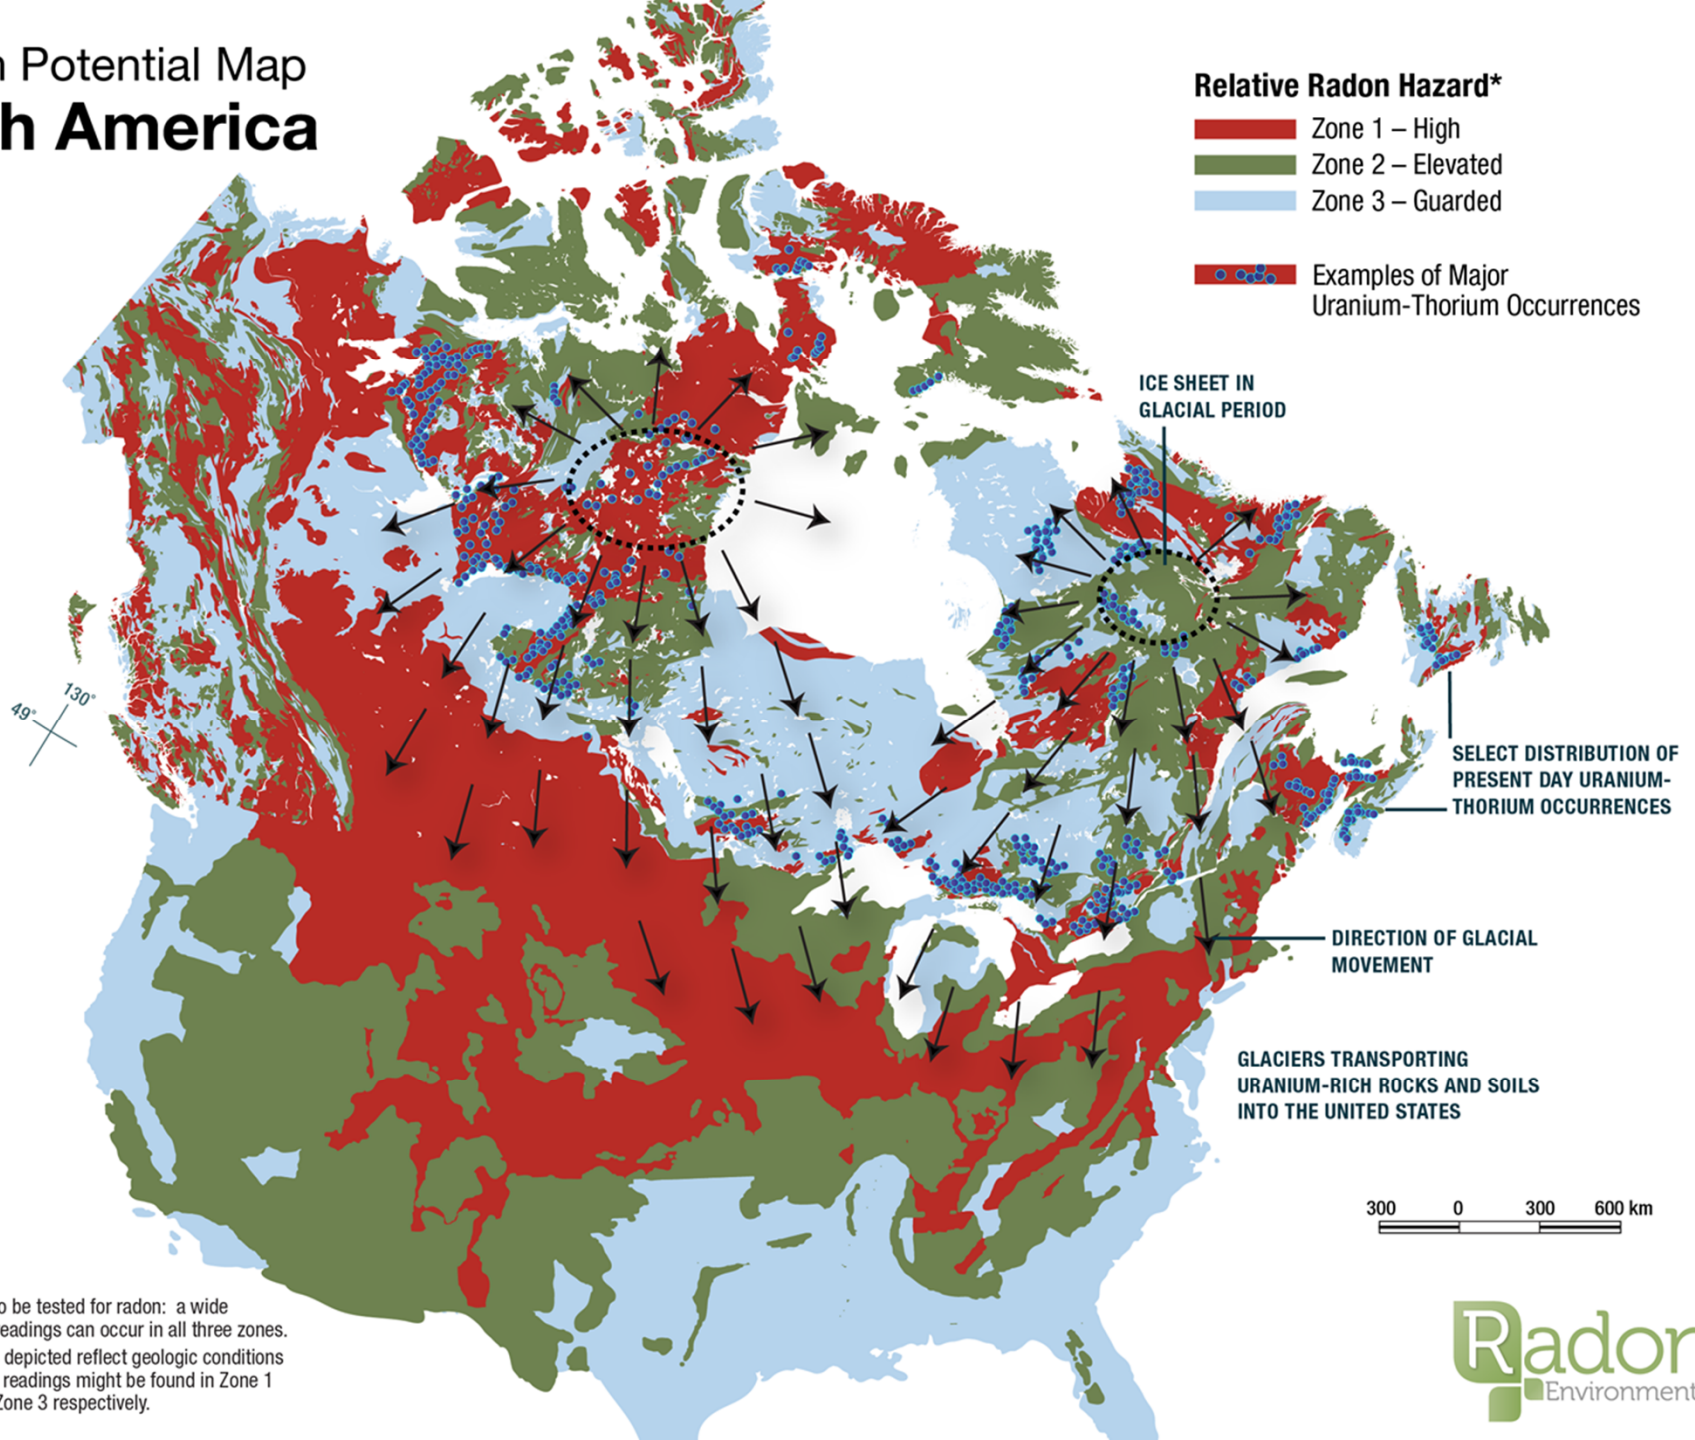 n Potential Map
h America
Relative Radon Hazard*
Zone 1 – High
Zone 2 – Elevated
Zone 3 – Guarded
Examples of Major
Uranium-Thorium Occurrences
ICE SHEET IN
GLACIAL PERIOD
130°
49°
SELECT DISTRIBUTION OF
PRESENT DAY URANIUM-
THORIUM OCCURRENCES
DIRECTION OF GLACIAL
MOVEMENT
GLACIERS TRANSPORTING
URANIUM-RICH ROCKS AND SOILS
INTO THE UNITED STATES
300 0 300 600 km
o be tested for radon: a wide
readings can occur in all three zones.
depicted reflect geologic conditions
readings might be found in Zone 1
Zone 3 respectively.
Radon
Environment